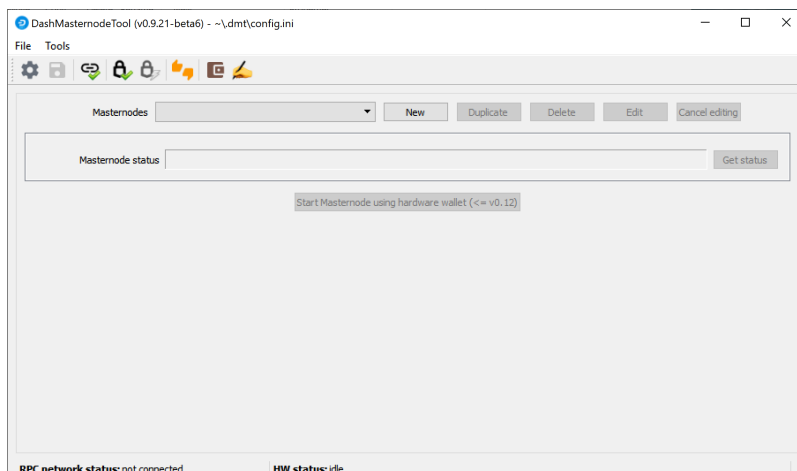 DashMasternodeTool (v0.9.21-beta6) - ~\.dmt\config.ini
File Tools
Masternodes New Duplicate Delete Edit Cancel editing
Masternode status Get status
Start Masternode using hardware wallet (<= v0.12)
RPC network status: not connected HW status: idle